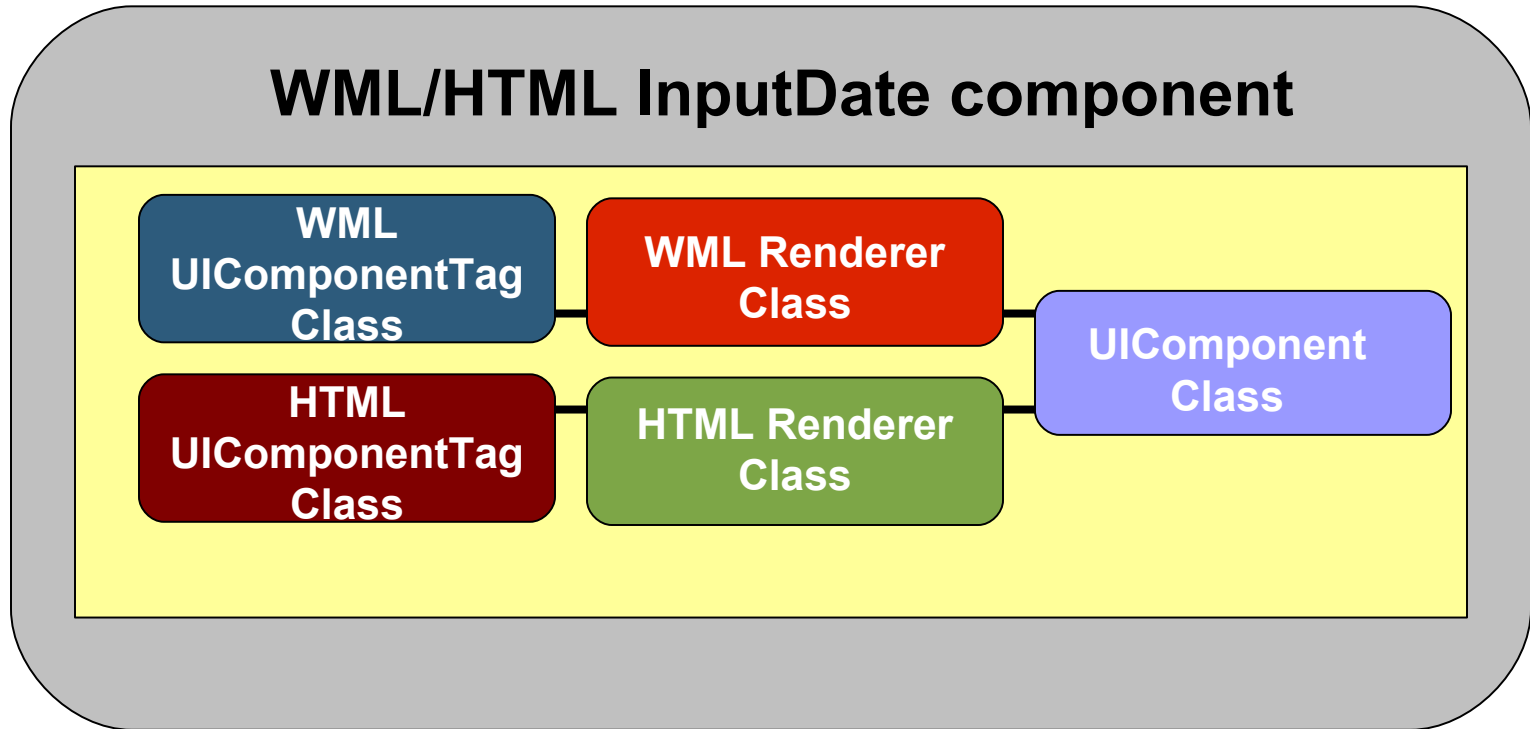 WML/HTML InputDate component
WML
UIComponentTag
Class
WML Renderer
Class
UIComponent
Class
HTML
UIComponentTag
Class
HTML Renderer
Class